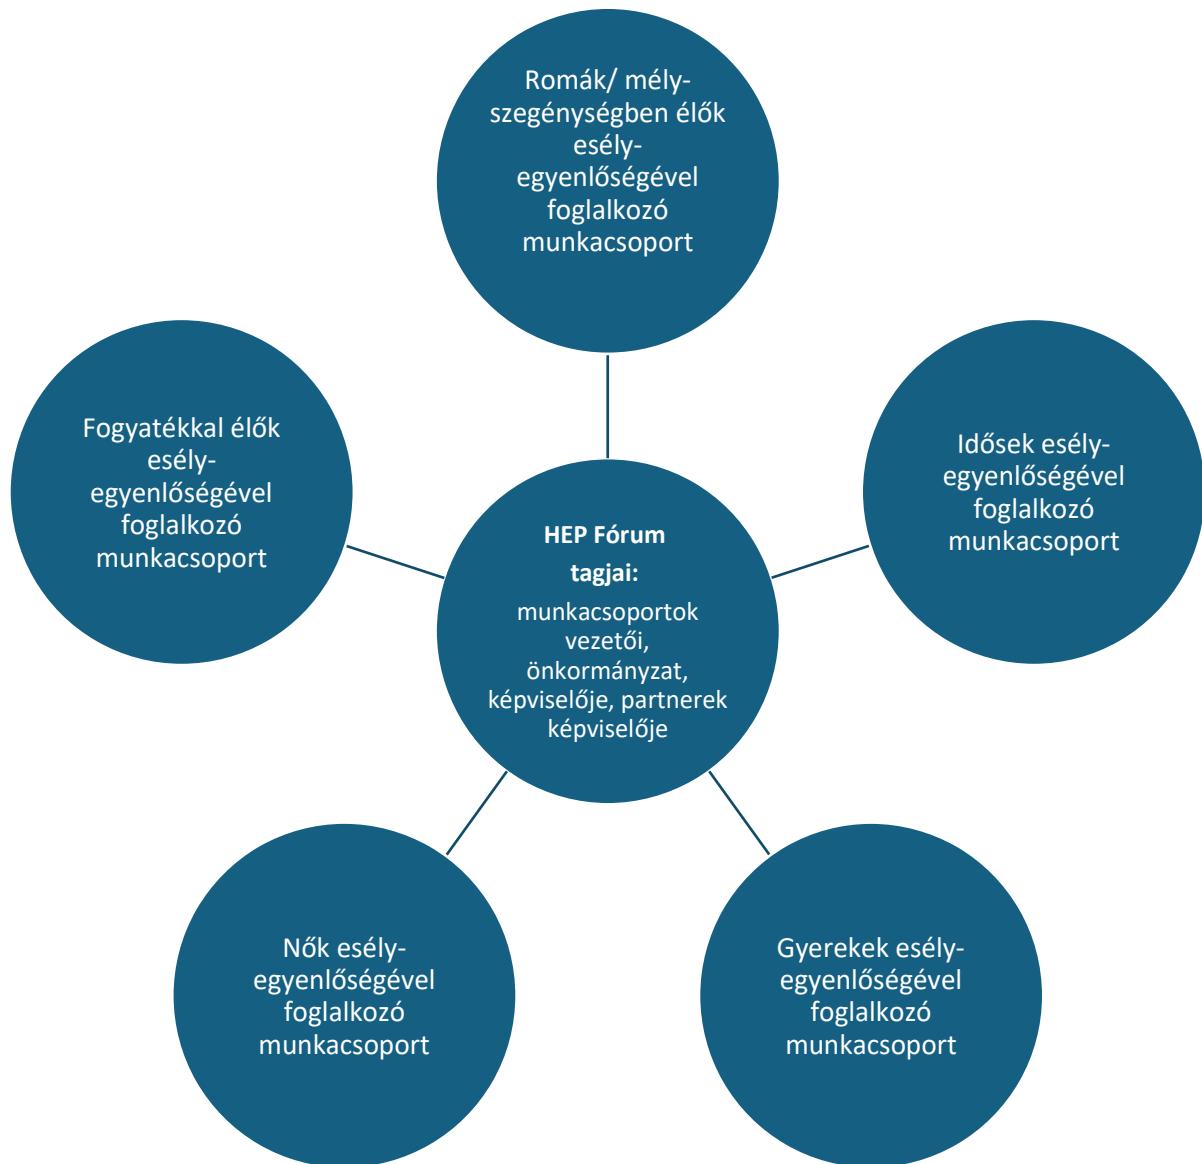 Romák/ mély-
szegénységben élők
esély-
egyenlőségével
foglalkozó
munkacsoport
Fogyatékkal élők
esély-
egyenlőségével
foglalkozó
munkacsoport
Idősek esély-
egyenlőségével
foglalkozó
munkacsoport
HEP Fórum
tagjai:
munkacsoportok
vezetői,
önkormányzat,
képviselője, partnerek
képviselője
Nők esély-
egyenlőségével
foglalkozó
munkacsoport
Gyerekek esély-
egyenlőségével
foglalkozó
munkacsoport